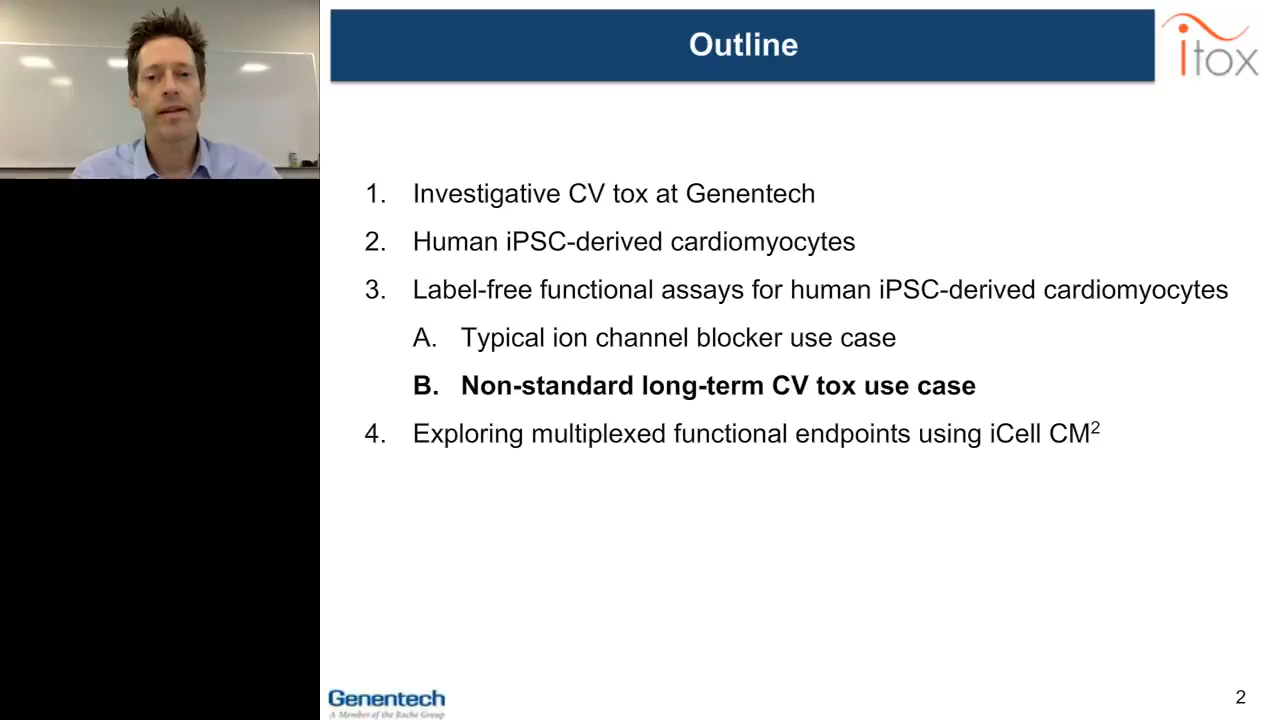 Outline
itox
1. Investigative CV tox at Genentech
2. Human iPSC-derived cardiomyocytes
3. Label-free functional assays for human iPSC-derived cardiomyocytes
A. Typical ion channel blocker use case
B. Non-standard long-term CV tox use case
4. Exploring multiplexed functional endpoints using iCell CM²
Genentech
A Member of the Roche Group
2